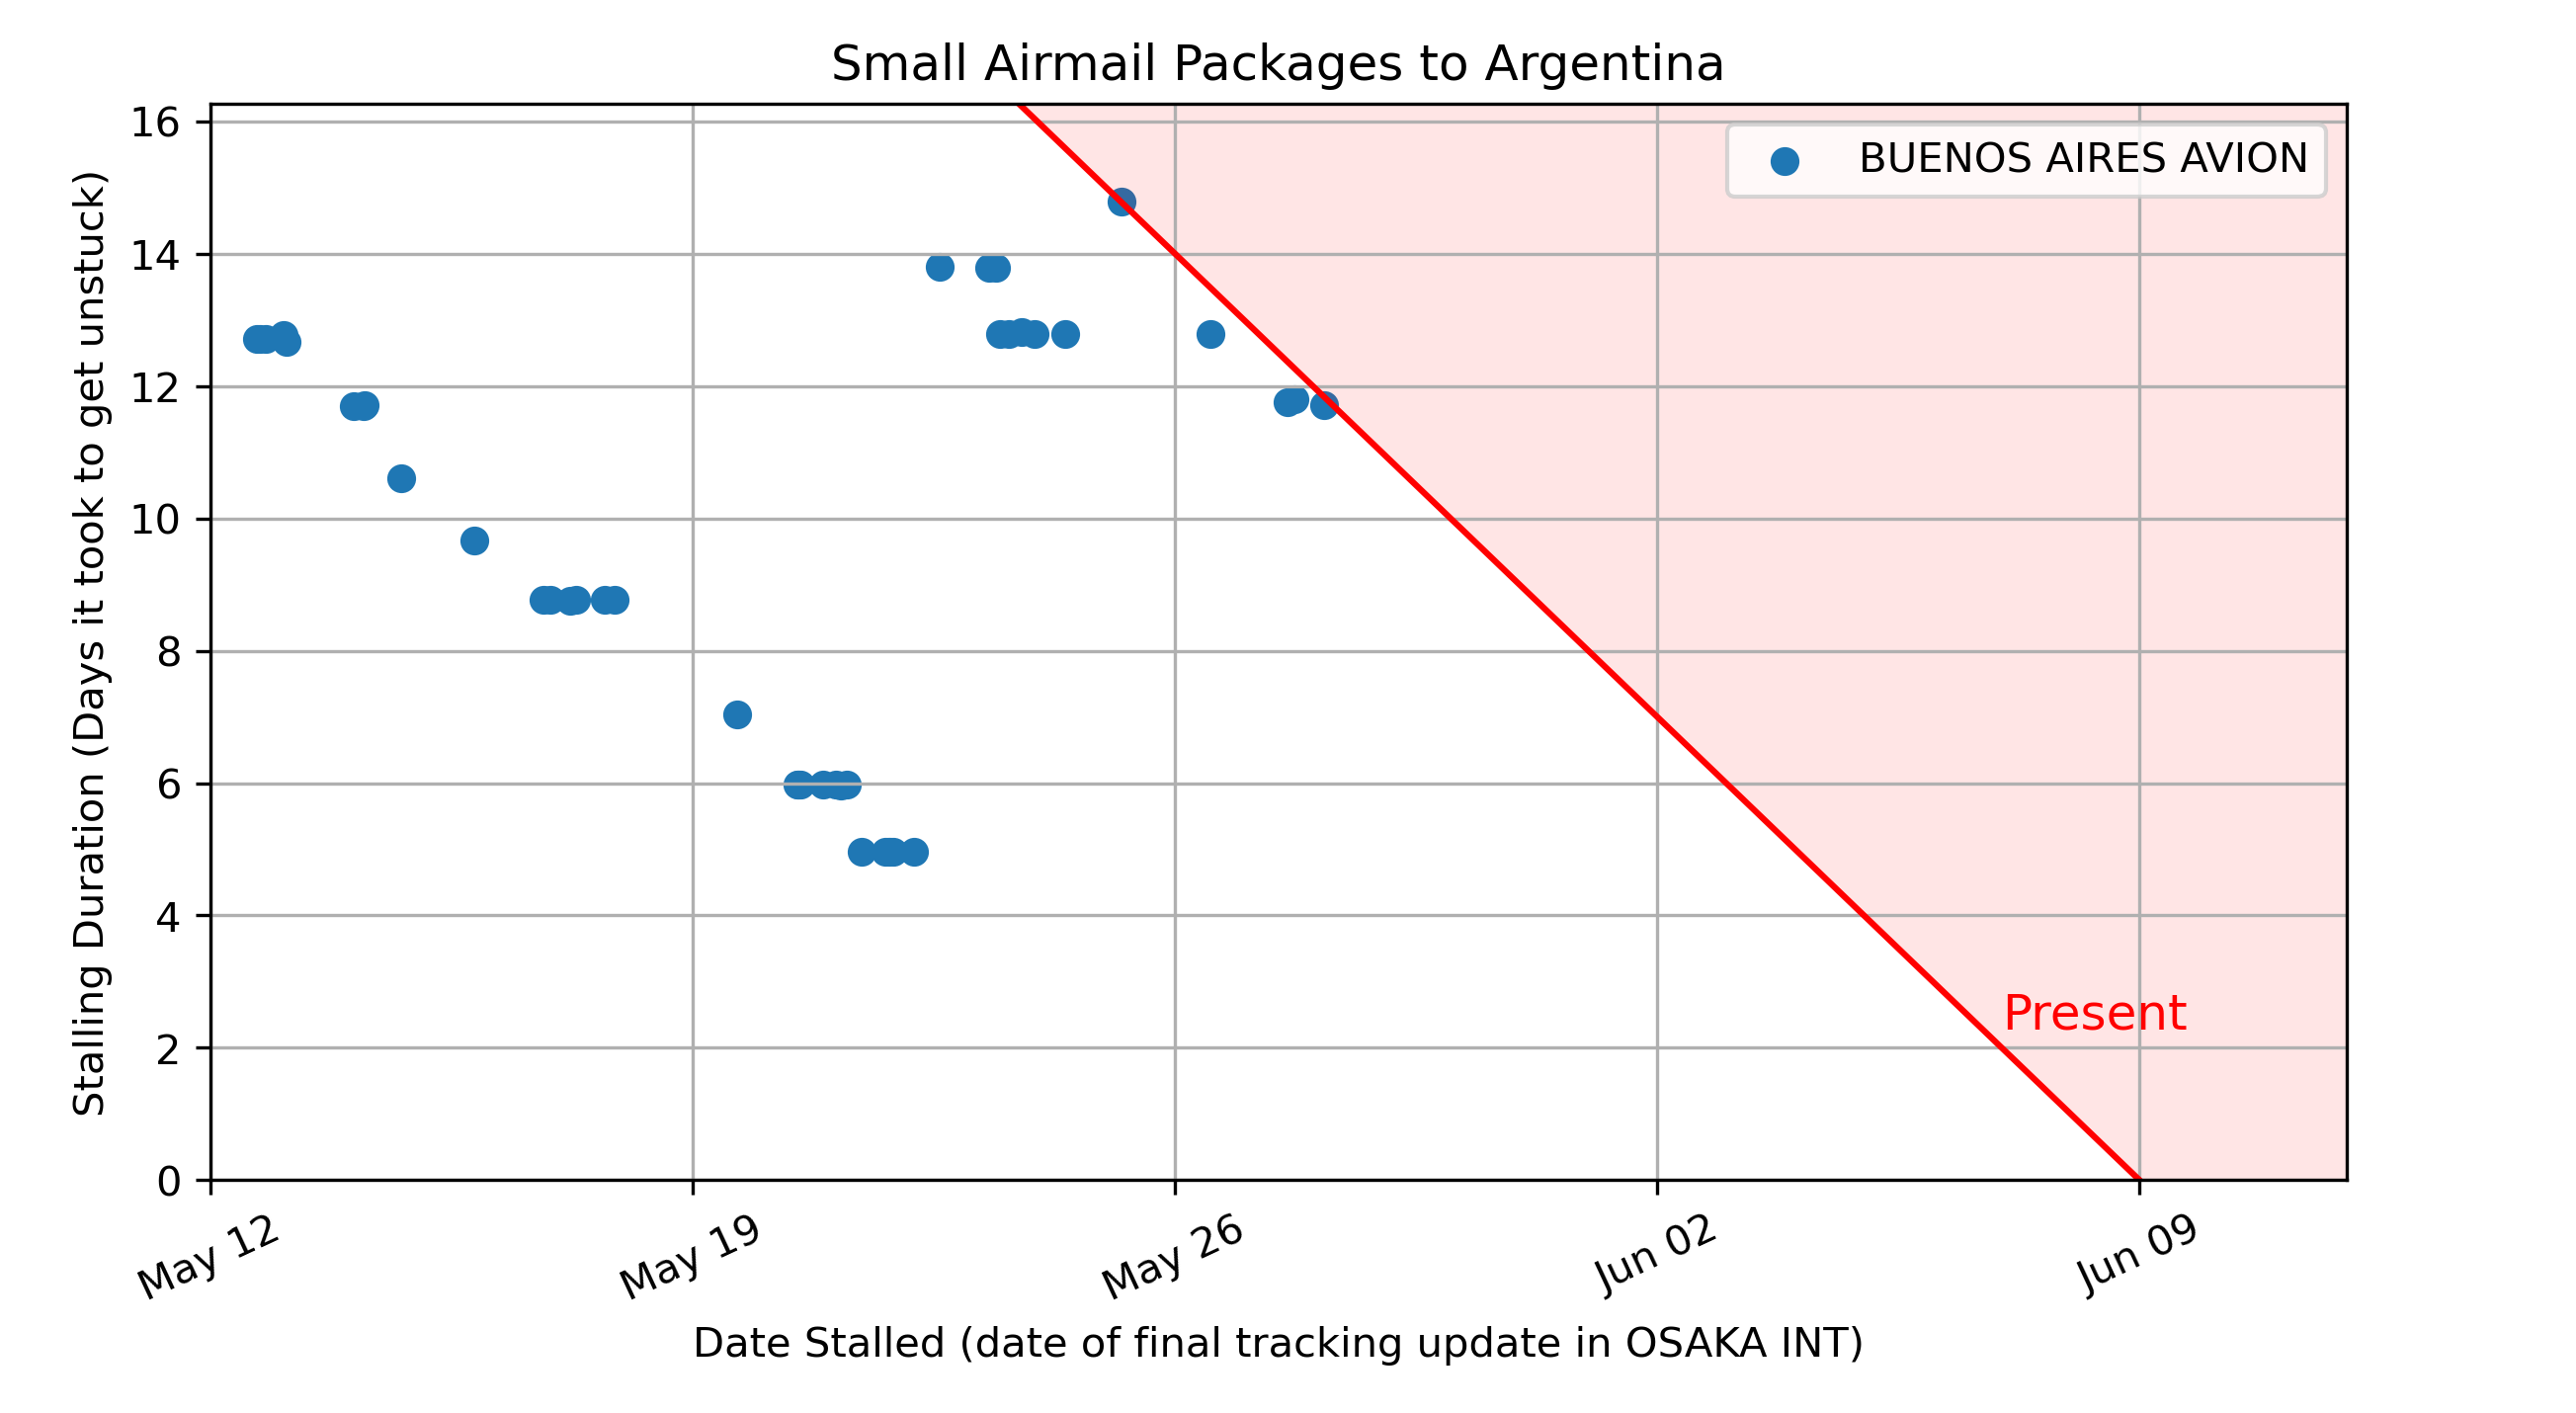 Small Airmail Packages to Argentina
BUENOS AIRES AVION
Stalling Duration (Days it took to get unstuck)
16
14
12
10
8
6
4
2
0
Present
May 12
May 19
May 26
Jun 02
Jun 09
Date Stalled (date of final tracking update in OSAKA INT)